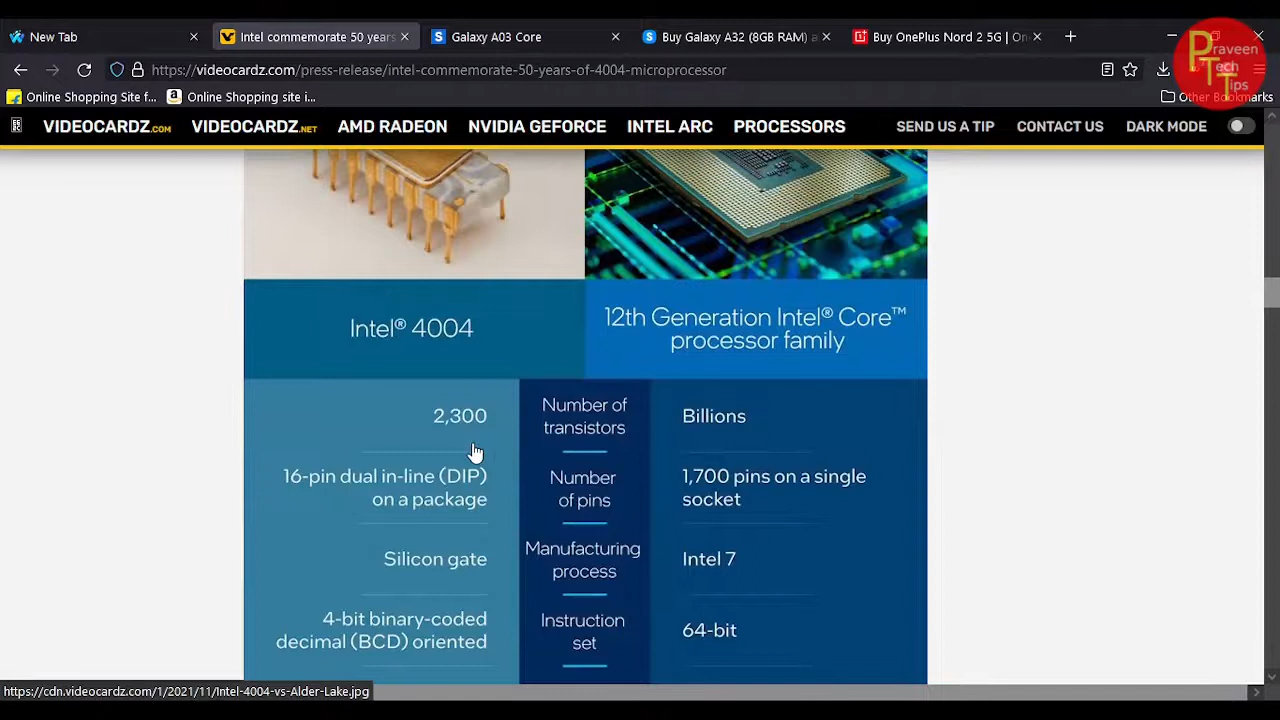 New Tab
Intel commemorate 50 years
Galaxy A03 Core
Buy Galaxy A32 (8GB RAM) a
Buy OnePlus Nord 2 5G | On
Praveen
Tech
Tips
https://videocardz.com/press-release/intel-commemorate-50-years-of-4004-microprocessor
Online Shopping Site f...
Online Shopping site i...
Other Bookmarks
VIDEOCARDZ.COM
VIDEOCARDZ.NET
AMD RADEON
NVIDIA GEFORCE
INTEL ARC
PROCESSORS
SEND US A TIP
CONTACT US
DARK MODE
Intel® 4004
12th Generation Intel® Core™
processor family
2,300
Number of
transistors
Billions
16-pin dual in-line (DIP)
on a package
Number
of pins
1,700 pins on a single
socket
Silicon gate
Manufacturing
process
Intel 7
4-bit binary-coded
decimal (BCD) oriented
Instruction
set
64-bit
https://cdn.videocardz.com/1/2021/11/Intel-4004-vs-Alder-Lake.jpg